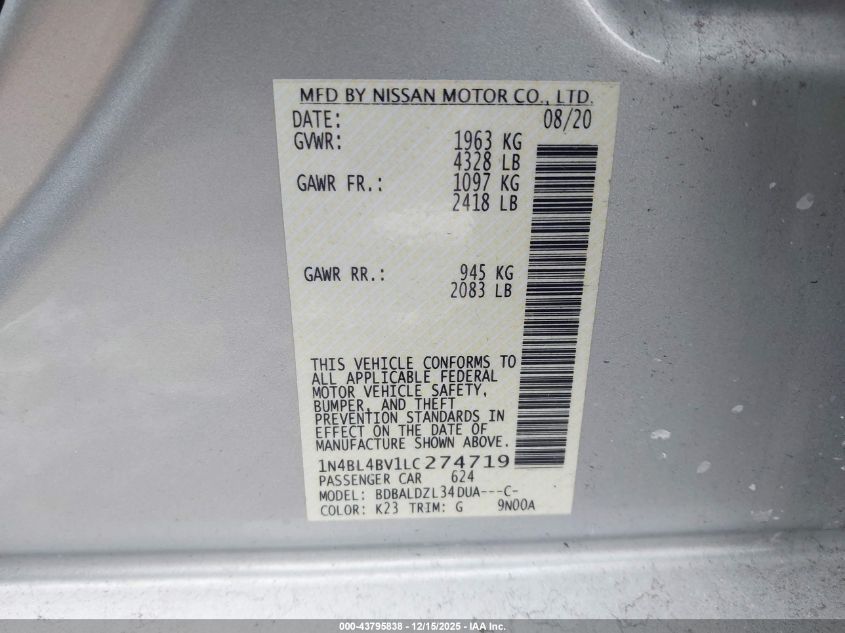 MFD BY NISSAN MOTOR CO., LTD.
DATE: 08/20
GVWR: 1963 KG
4328 LB
GAWR FR.: 1097 KG
2418 LB
GAWR RR.: 945 KG
2083 LB
THIS VEHICLE CONFORMS TO
ALL APPLICABLE FEDERAL
MOTOR VEHICLE SAFETY,
BUMPER, AND THEFT
PREVENTION STANDARDS IN
EFFECT ON THE DATE OF
MANUFACTURE SHOWN ABOVE.
1N4BL4BV1LC274719
PASSENGER CAR 624
MODEL: BDBALDZL34DUA---C-
COLOR: K23 TRIM: G 9N00A
000-43795838 - 12/15/2025 - IAA Inc.